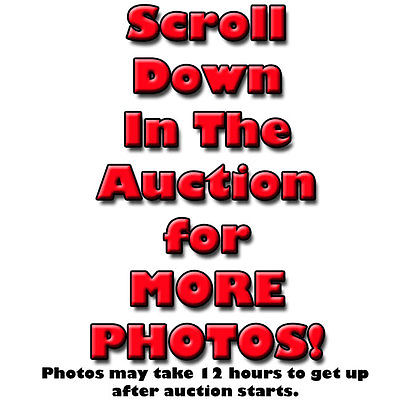 Scroll
Down
In The
Auction
for
MORE
PHOTOS!
Photos may take 12 hours to get up
after auction starts.